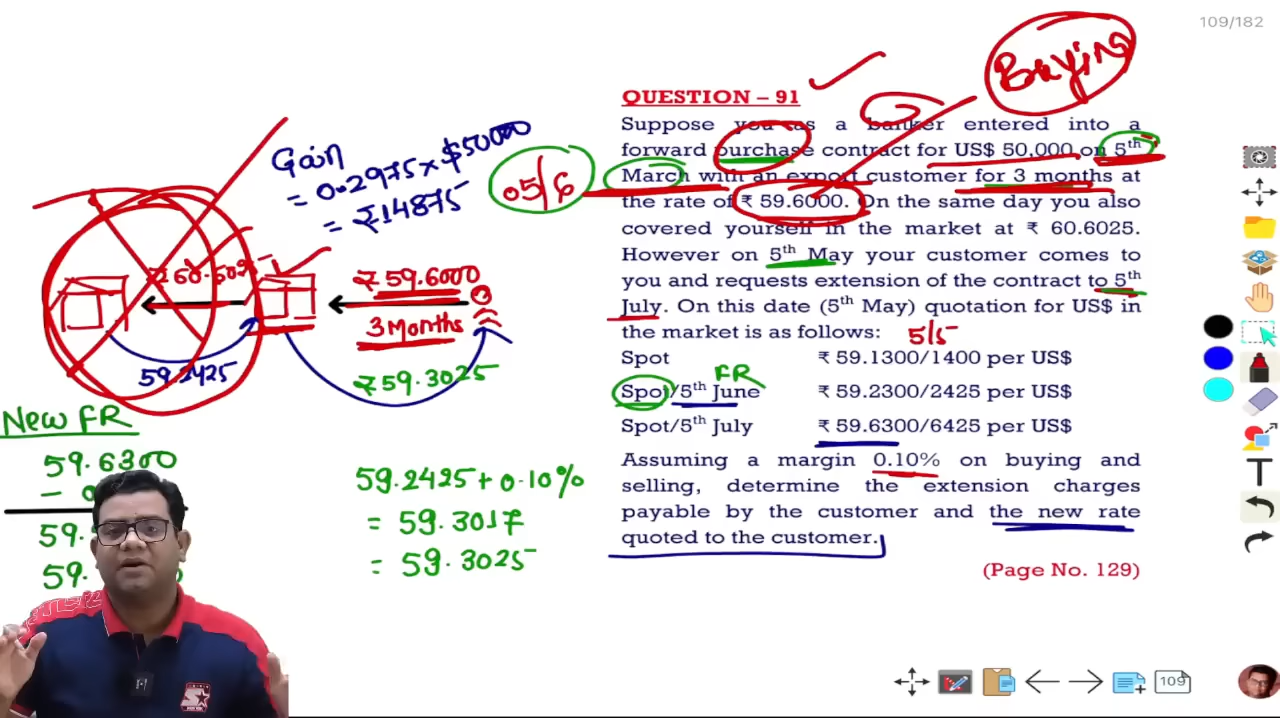 109/182
Buying
QUESTION – 91
Suppose you as a banker entered into a
forward purchase contract for US$ 50,000 on 5th
March with an export customer for 3 months at
the rate of ₹ 59.6000. On the same day you also
covered yourself in the market at ₹ 60.6025.
However on 5th May your customer comes to
you and requests extension of the contract to 5th
July. On this date (5th May) quotation for US$ in
the market is as follows: 5/5
Spot ₹ 59.1300/1400 per US$
FR
Spot/5th June ₹ 59.2300/2425 per US$
Spot/5th July ₹ 59.6300/6425 per US$
Assuming a margin 0.10% on buying and
selling, determine the extension charges
payable by the customer and the new rate
quoted to the customer.
(Page No. 129)
Gain
= 0.2975 x $50000
= ₹14875
05/6
₹59.6000
3 Months
59.2425
₹59.3025
New FR
59.6300
59.
59.
59.2425 + 0.10%
= 59.3017
= 59.3025
T
109